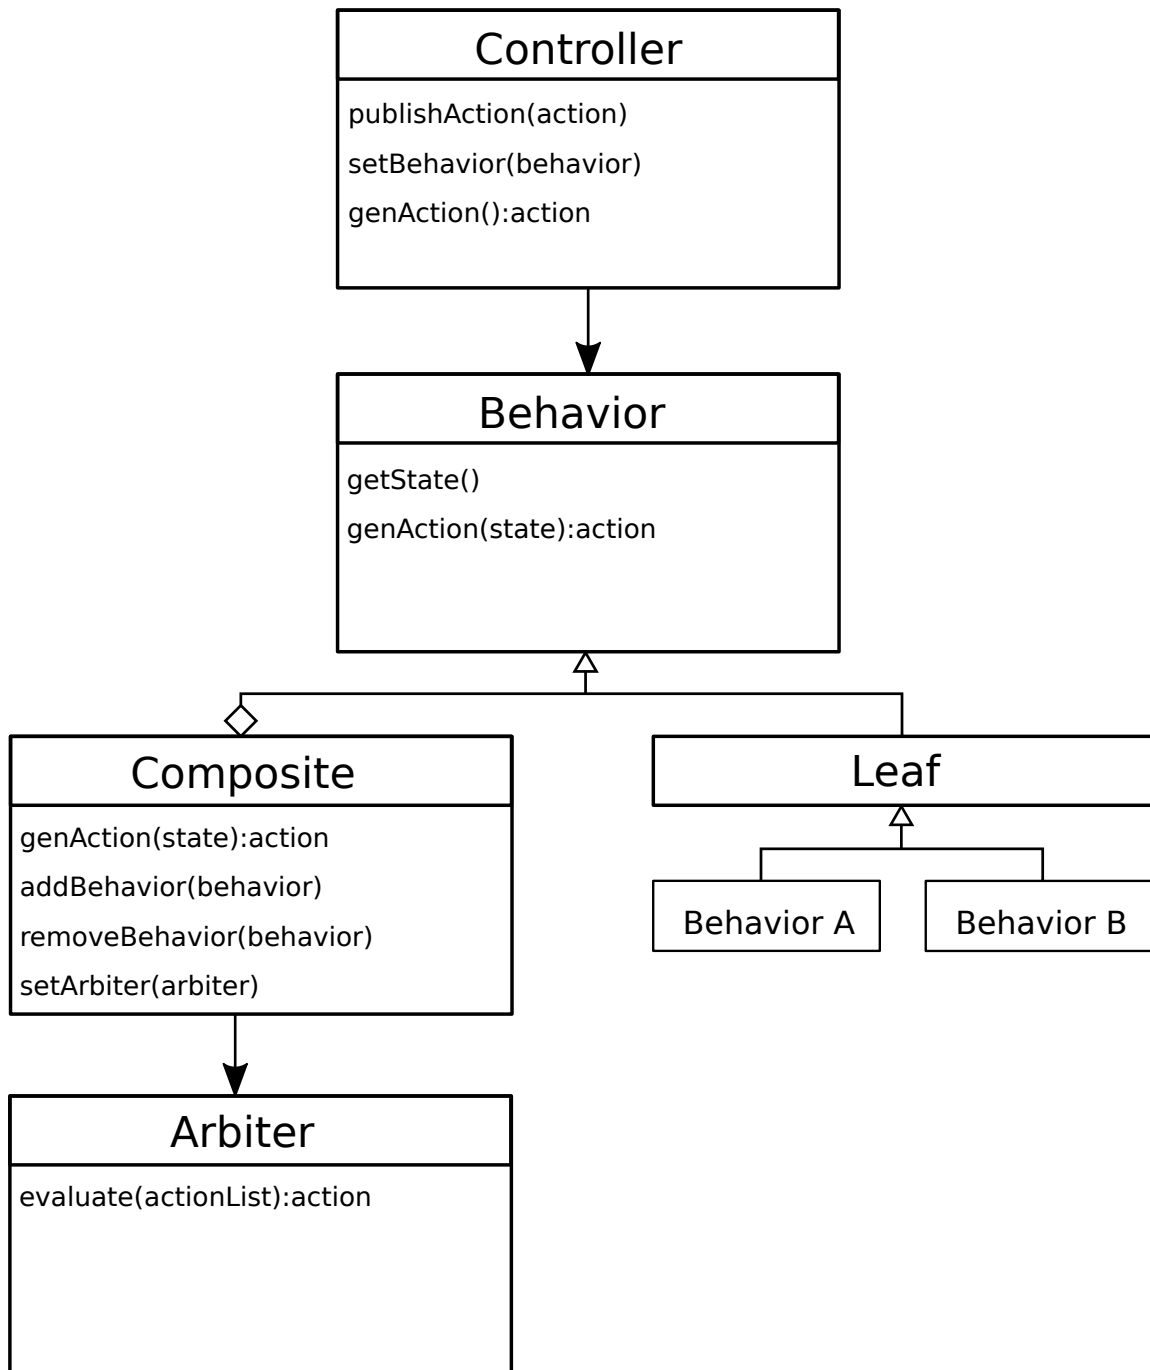 Controller
publishAction(action)
setBehavior(behavior)
genAction():action
Behavior
getState()
genAction(state):action
Composite
genAction(state):action
addBehavior(behavior)
removeBehavior(behavior)
setArbiter(arbiter)
Leaf
Behavior A
Behavior B
Arbiter
evaluate(actionList):action